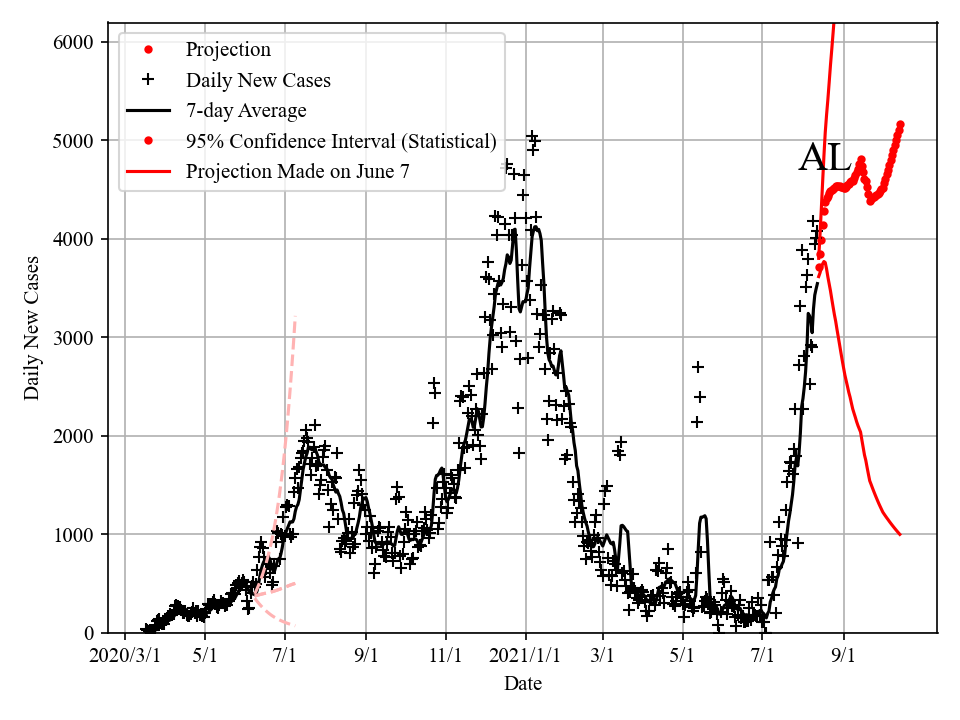 6000
5000
4000
3000
2000
1000
0
Daily New Cases
Projection
Daily New Cases
7-day Average
95% Confidence Interval (Statistical)
Projection Made on June 7
AL
2020/3/1 5/1 7/1 9/1 11/1 2021/1/1 3/1 5/1 7/1 9/1
Date